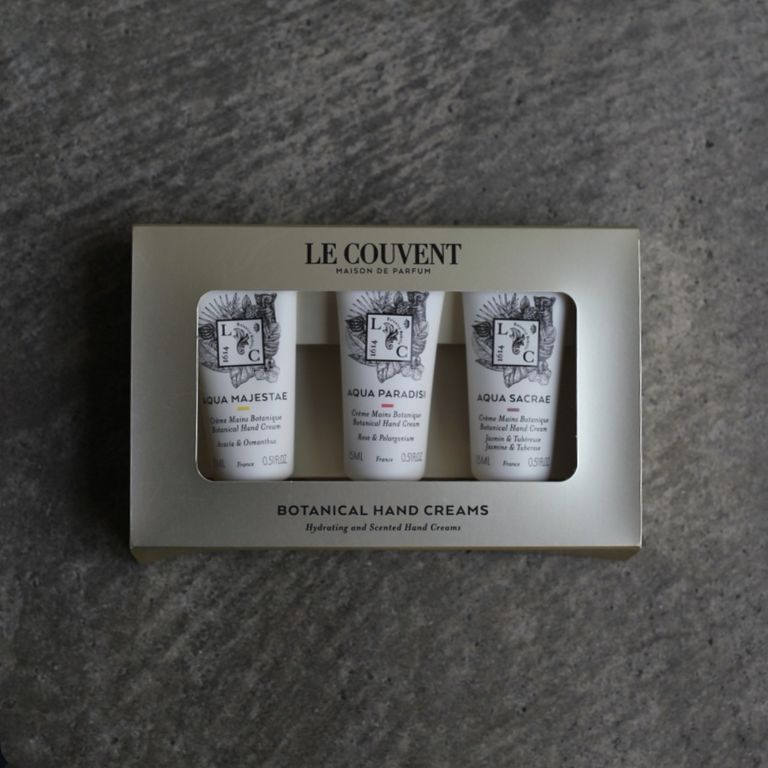 LE COUVENT
MAISON DE PARFUM
L
1614 C
AQUA MAJESTAE
Crème Mains Botanique
Botanical Hand Cream
Acacia & Osmanthus
France 0.51FL.OZ
L
1614 C
AQUA PARADISI
Crème Mains Botanique
Botanical Hand Cream
Rose & Pelargonium
15ML France 0.51FL.OZ
L
1614 C
AQUA SACRAE
Crème Mains Botanique
Botanical Hand Cream
Jasmin & Tubéreuse
Jasmine & Tuberose
15ML France 0.51FL.OZ
BOTANICAL HAND CREAMS
Hydrating and Scented Hand Creams